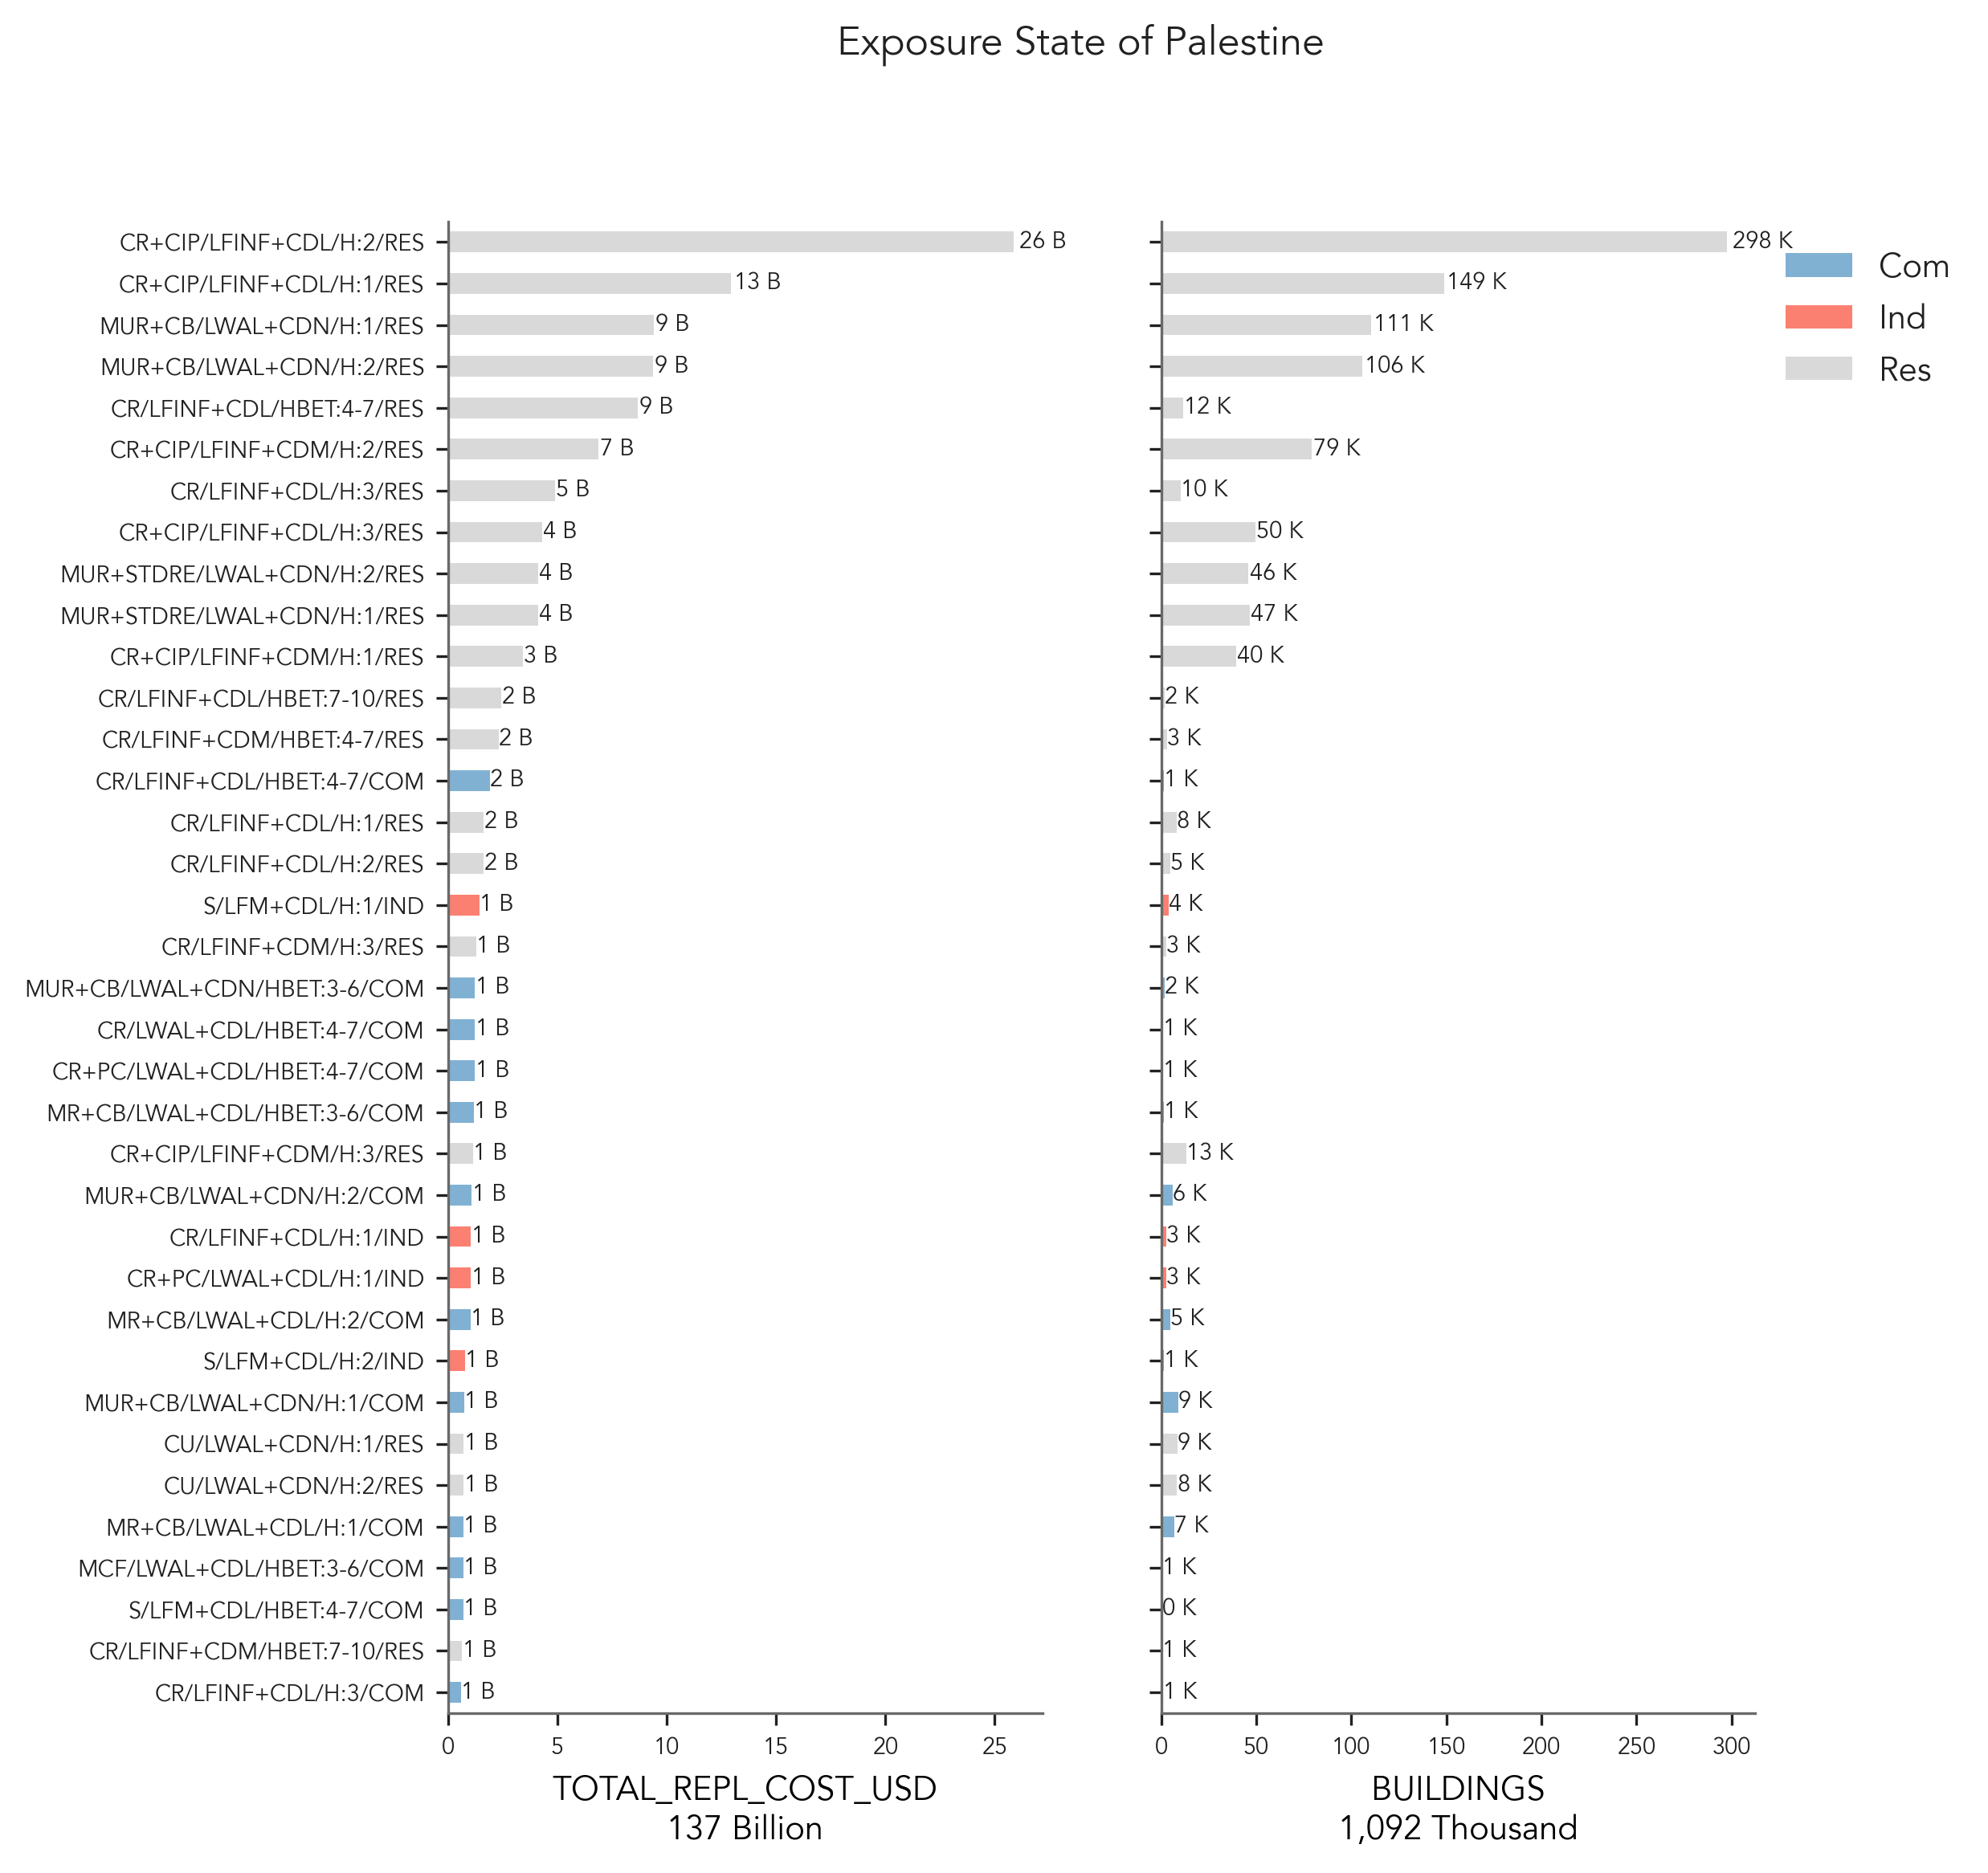 Exposure State of Palestine
CR+CIP/LFINF+CDL/H:2/RES 26 B 298 K
CR+CIP/LFINF+CDL/H:1/RES 13 B 149 K
MUR+CB/LWAL+CDN/H:1/RES 9 B 111 K
MUR+CB/LWAL+CDN/H:2/RES 9 B 106 K
CR/LFINF+CDL/HBET:4-7/RES 9 B 12 K
CR+CIP/LFINF+CDM/H:2/RES 7 B 79 K
CR/LFINF+CDL/H:3/RES 5 B 10 K
CR+CIP/LFINF+CDL/H:3/RES 4 B 50 K
MUR+STDRE/LWAL+CDN/H:2/RES 4 B 46 K
MUR+STDRE/LWAL+CDN/H:1/RES 4 B 47 K
CR+CIP/LFINF+CDM/H:1/RES 3 B 40 K
CR/LFINF+CDL/HBET:7-10/RES 2 B 2 K
CR/LFINF+CDM/HBET:4-7/RES 2 B 3 K
CR/LFINF+CDL/HBET:4-7/COM 2 B 1 K
CR/LFINF+CDL/H:1/RES 2 B 8 K
CR/LFINF+CDL/H:2/RES 2 B 5 K
S/LFM+CDL/H:1/IND 1 B 4 K
CR/LFINF+CDM/H:3/RES 1 B 3 K
MUR+CB/LWAL+CDN/HBET:3-6/COM 1 B 2 K
CR/LWAL+CDL/HBET:4-7/COM 1 B 1 K
CR+PC/LWAL+CDL/HBET:4-7/COM 1 B 1 K
MR+CB/LWAL+CDL/HBET:3-6/COM 1 B 1 K
CR+CIP/LFINF+CDM/H:3/RES 1 B 13 K
MUR+CB/LWAL+CDN/H:2/COM 1 B 6 K
CR/LFINF+CDL/H:1/IND 1 B 3 K
CR+PC/LWAL+CDL/H:1/IND 1 B 3 K
MR+CB/LWAL+CDL/H:2/COM 1 B 5 K
S/LFM+CDL/H:2/IND 1 B 1 K
MUR+CB/LWAL+CDN/H:1/COM 1 B 9 K
CU/LWAL+CDN/H:1/RES 1 B 9 K
CU/LWAL+CDN/H:2/RES 1 B 8 K
MR+CB/LWAL+CDL/H:1/COM 1 B 7 K
MCF/LWAL+CDL/HBET:3-6/COM 1 B 1 K
S/LFM+CDL/HBET:4-7/COM 1 B 0 K
CR/LFINF+CDM/HBET:7-10/RES 1 B 1 K
CR/LFINF+CDL/H:3/COM 1 B 1 K
0 5 10 15 20 25
TOTAL_REPL_COST_USD
137 Billion
0 50 100 150 200 250 300
BUILDINGS
1,092 Thousand
Com
Ind
Res